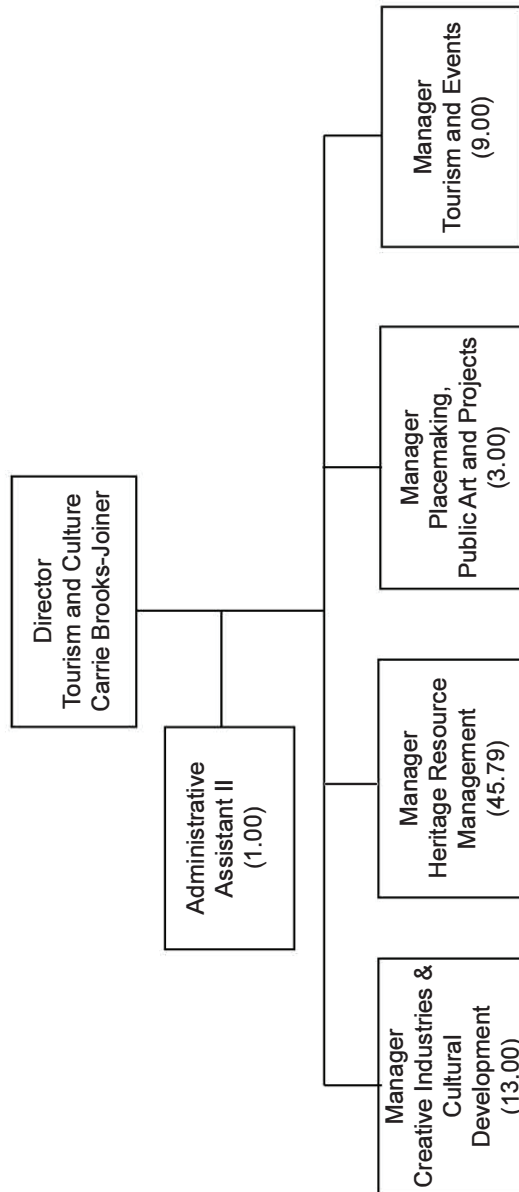 Director
Tourism and Culture
Carrie Brooks-Joiner
Administrative
Assistant II
(1.00)
Manager
Creative Industries &
Cultural
Development
(13.00)
Manager
Heritage Resource
Management
(45.79)
Manager
Placemaking,
Public Art and Projects
(3.00)
Manager
Tourism and Events
(9.00)